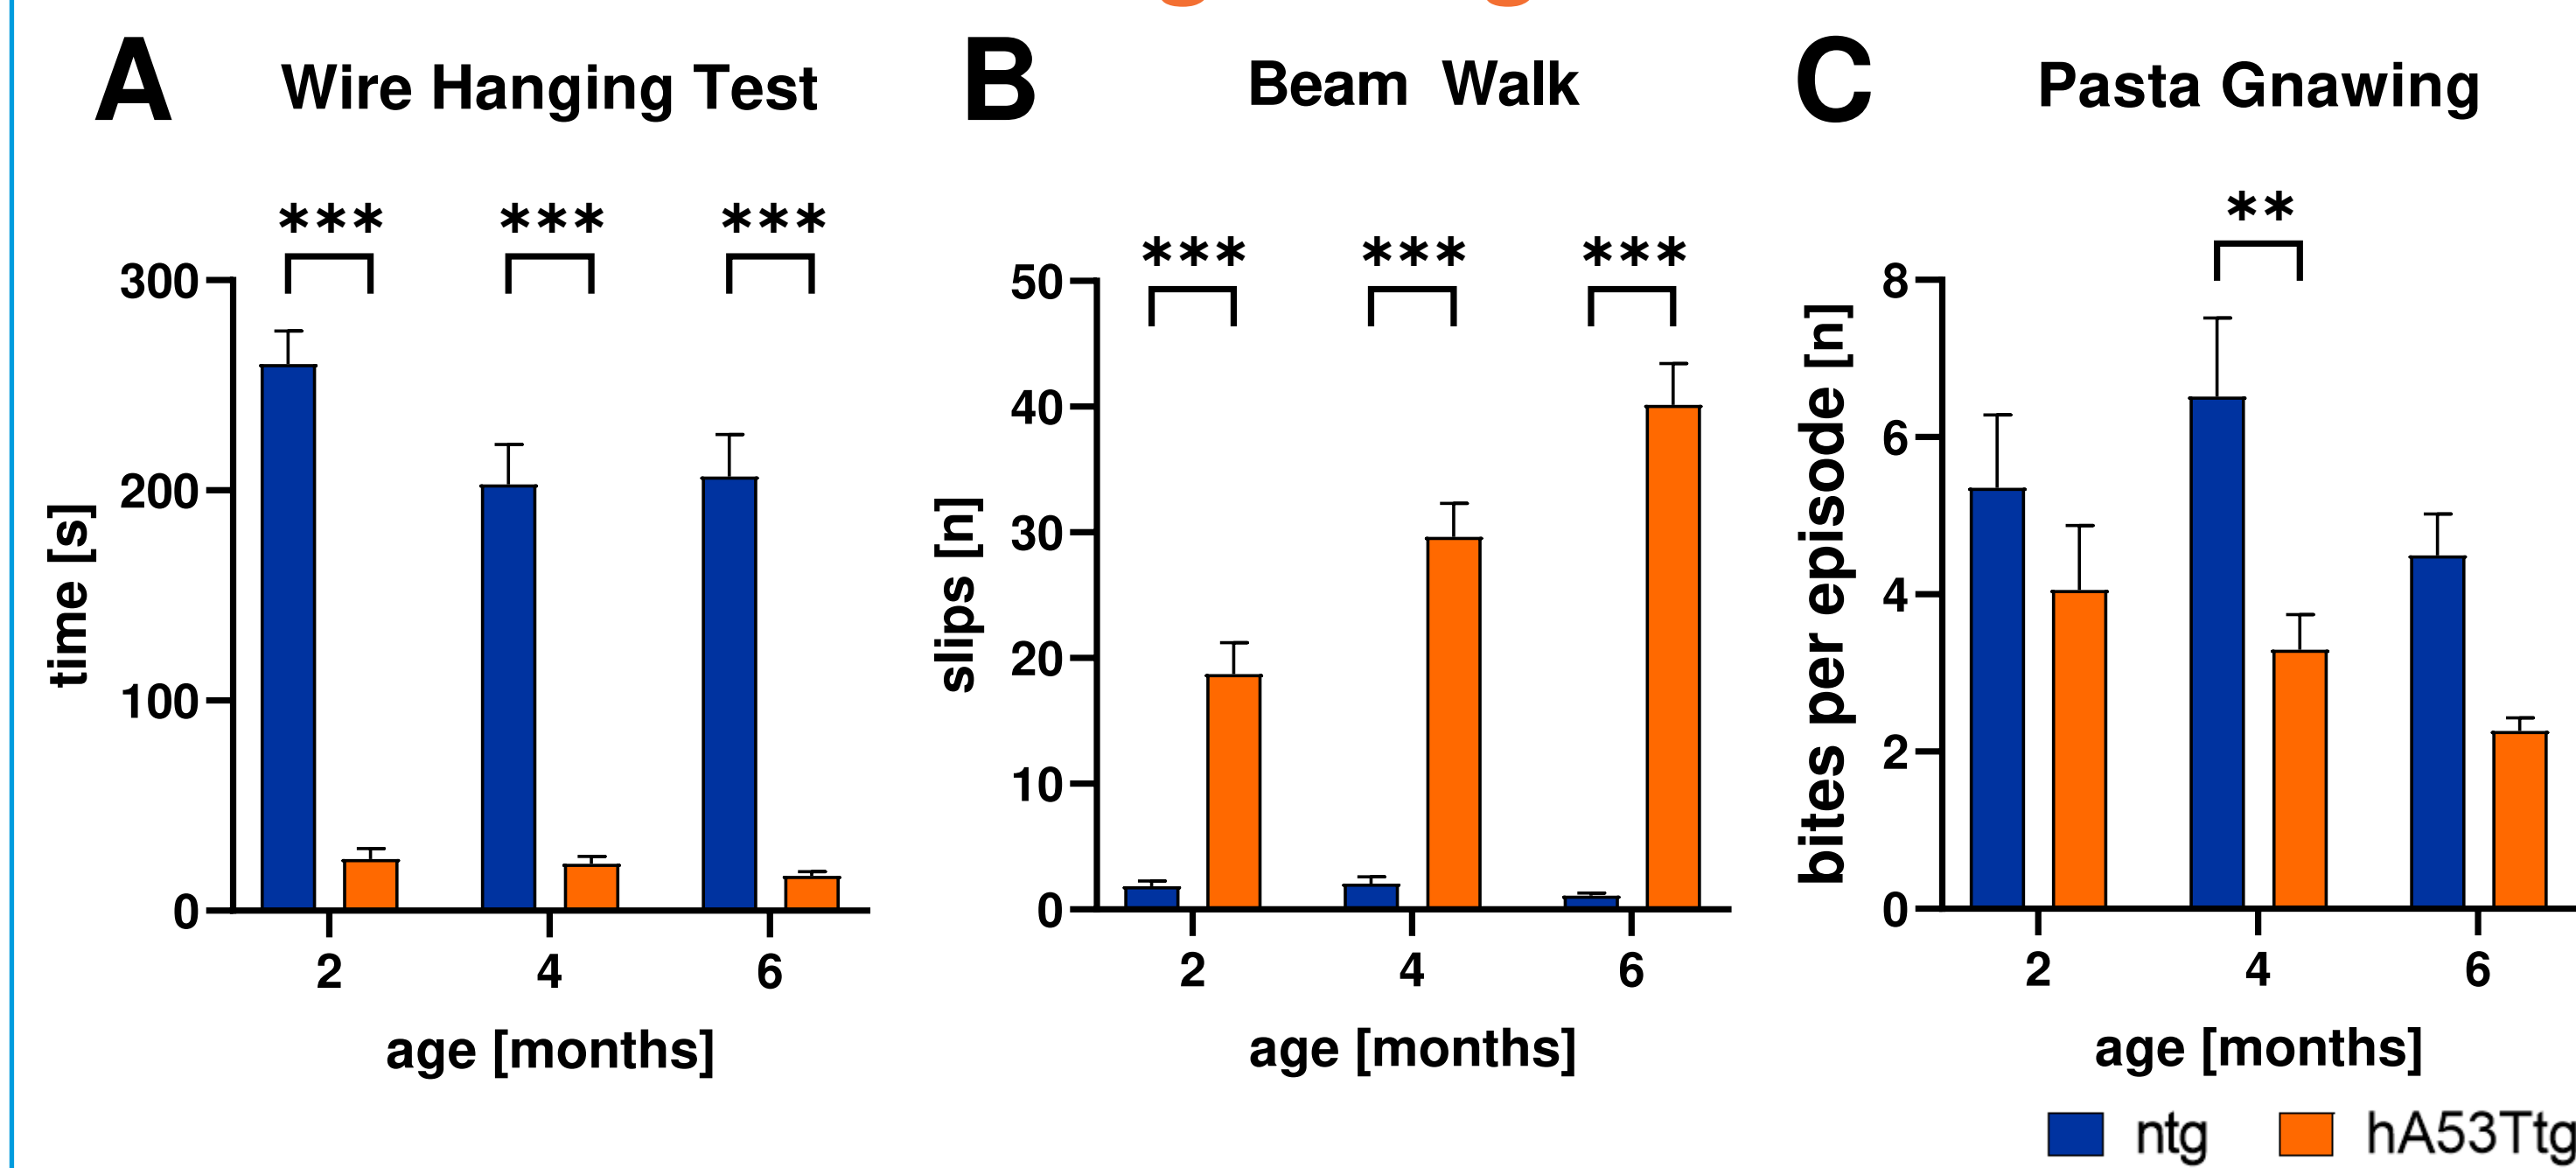 A Wire Hanging Test
*** *** ***
300
200
100
0
time [s]
2 4 6
age [months]
B Beam Walk
*** *** ***
50
40
30
20
10
0
slips [n]
2 4 6
age [months]
C Pasta Gnawing
**
8
6
4
2
0
bites per episode [n]
2 4 6
age [months]
ntg hA53Ttg